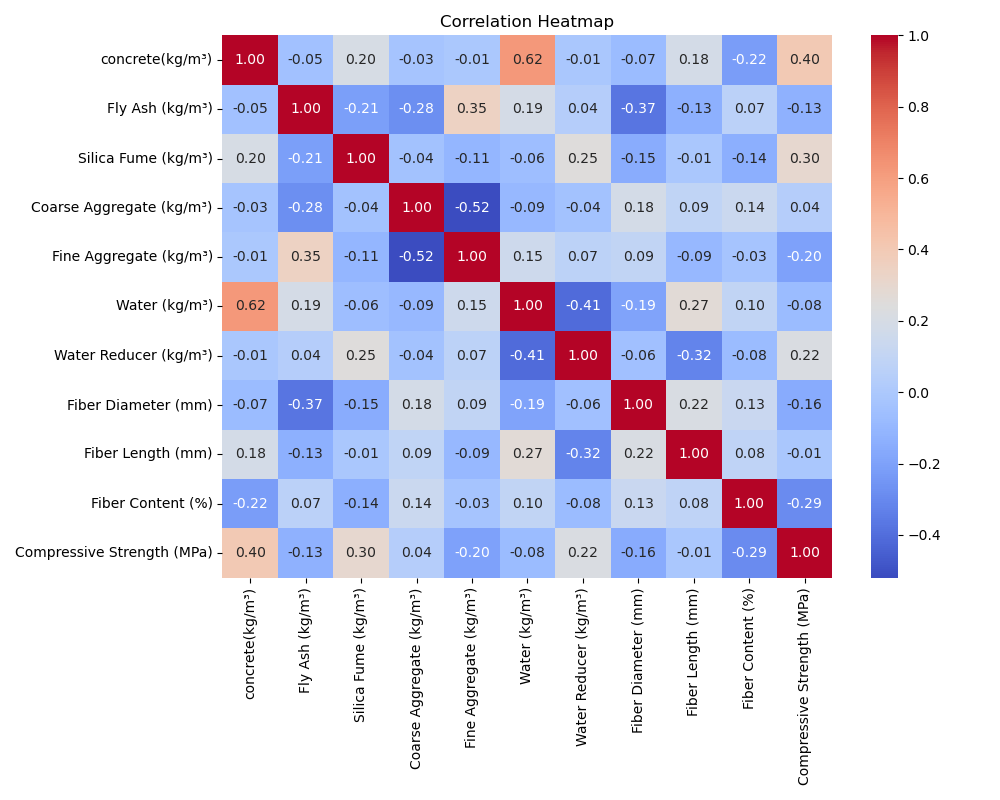 Correlation Heatmap
concrete(kg/m³) 1.00 -0.05 0.20 -0.03 -0.01 0.62 -0.01 -0.07 0.18 -0.22 0.40
Fly Ash (kg/m³) -0.05 1.00 -0.21 -0.28 0.35 0.19 0.04 -0.37 -0.13 0.07 -0.13
Silica Fume (kg/m³) 0.20 -0.21 1.00 -0.04 -0.11 -0.06 0.25 -0.15 -0.01 -0.14 0.30
Coarse Aggregate (kg/m³) -0.03 -0.28 -0.04 1.00 -0.52 -0.09 -0.04 0.18 0.09 0.14 0.04
Fine Aggregate (kg/m³) -0.01 0.35 -0.11 -0.52 1.00 0.15 0.07 0.09 -0.09 -0.03 -0.20
Water (kg/m³) 0.62 0.19 -0.06 -0.09 0.15 1.00 -0.41 -0.19 0.27 0.10 -0.08
Water Reducer (kg/m³) -0.01 0.04 0.25 -0.04 0.07 -0.41 1.00 -0.06 -0.32 -0.08 0.22
Fiber Diameter (mm) -0.07 -0.37 -0.15 0.18 0.09 -0.19 -0.06 1.00 0.22 0.13 -0.16
Fiber Length (mm) 0.18 -0.13 -0.01 0.09 -0.09 0.27 -0.32 0.22 1.00 0.08 -0.01
Fiber Content (%) -0.22 0.07 -0.14 0.14 -0.03 0.10 -0.08 0.13 0.08 1.00 -0.29
Compressive Strength (MPa) 0.40 -0.13 0.30 0.04 -0.20 -0.08 0.22 -0.16 -0.01 -0.29 1.00
concrete(kg/m³)
Fly Ash (kg/m³)
Silica Fume (kg/m³)
Coarse Aggregate (kg/m³)
Fine Aggregate (kg/m³)
Water (kg/m³)
Water Reducer (kg/m³)
Fiber Diameter (mm)
Fiber Length (mm)
Fiber Content (%)
Compressive Strength (MPa)
1.0
0.8
0.6
0.4
0.2
0.0
−0.2
−0.4